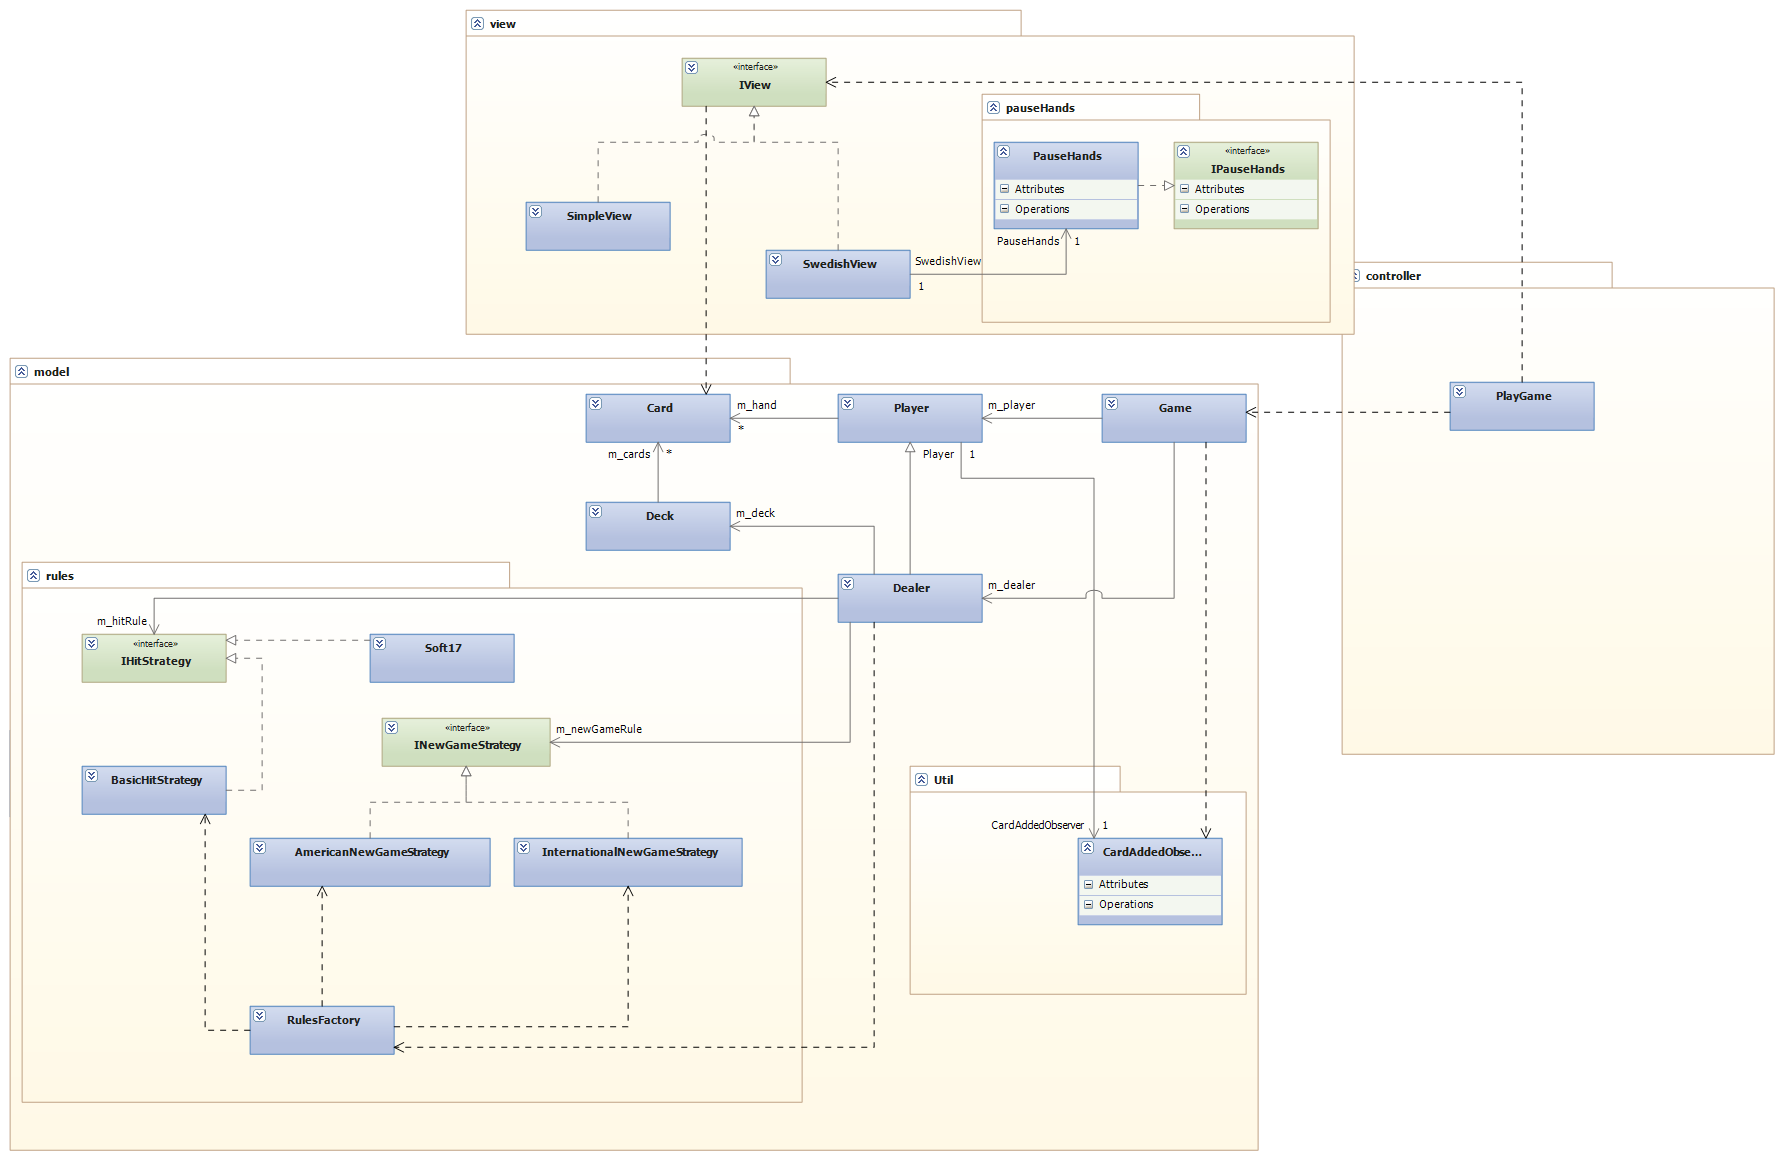 view
«interface»
IView
pauseHands
PauseHands
Attributes
Operations
«interface»
IPauseHands
Attributes
Operations
SimpleView
PauseHands
1
SwedishView
SwedishView
1
controller
model
Card
m_hand
*
Player
m_player
Game
PlayGame
m_cards
*
Player
1
Deck
m_deck
rules
Dealer
m_dealer
m_hitRule
«interface»
IHitStrategy
Soft17
«interface»
INewGameStrategy
m_newGameRule
BasicHitStrategy
Util
CardAddedObserver
1
AmericanNewGameStrategy
InternationalNewGameStrategy
CardAddedObse...
Attributes
Operations
RulesFactory